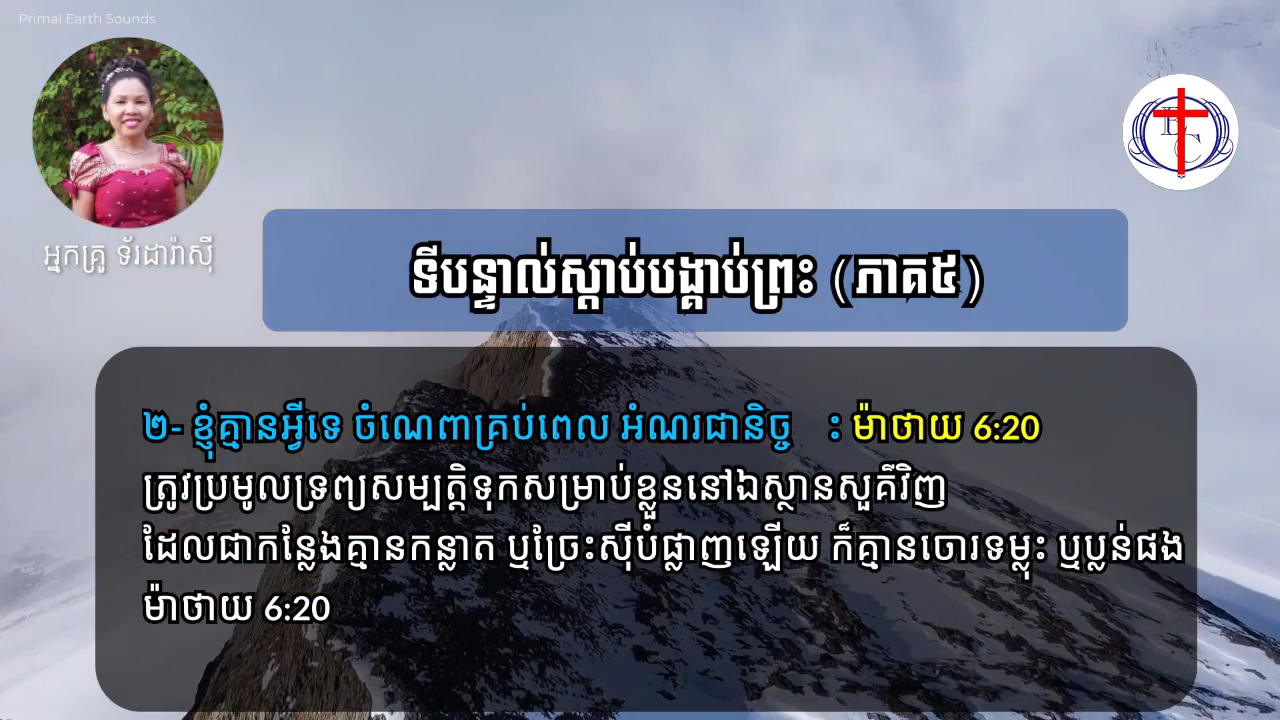 Primal Earth Sounds
អ្នកគ្រូ ទ័រដារ៉ាស៊ី
ទីបន្ទាល់ស្តាប់បង្គាប់ព្រះ (ភាគ៥)
២- ខ្ញុំគ្មានអ្វីទេ ចំណេញគ្រប់ពេល អំណរជានិច្ច ៖ ម៉ាថាយ 6:20
ត្រូវប្រមូលទ្រព្យសម្បត្តិទុកសម្រាប់ខ្លួននៅឯស្ថានសួគ៌វិញ
ដែលជាកន្លែងគ្មានកន្លាត ឬច្រែះស៊ីបំផ្លាញឡើយ ក៏គ្មានចោរទម្លុះ ឬប្លន់ផង
ម៉ាថាយ 6:20